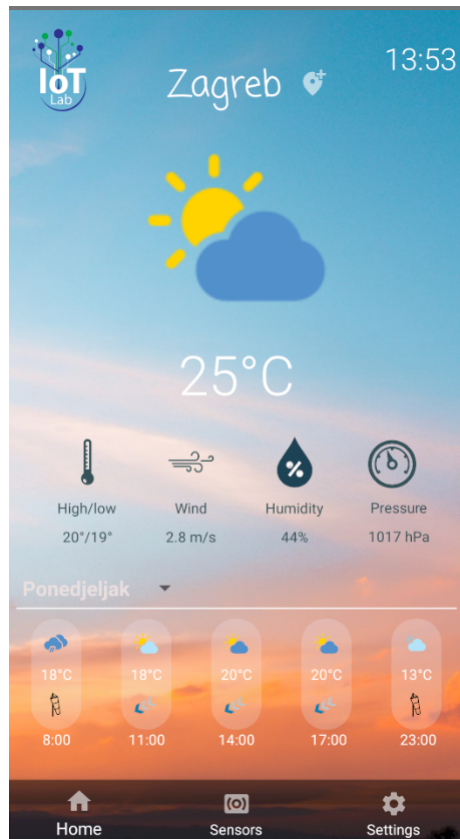 IoT
Lab
Zagreb
13:53
25°C
High/low
Wind
Humidity
Pressure
20°/19°
2.8 m/s
44%
1017 hPa
Ponedjeljak
18°C
18°C
20°C
20°C
13°C
8:00
11:00
14:00
17:00
23:00
Home
Sensors
Settings